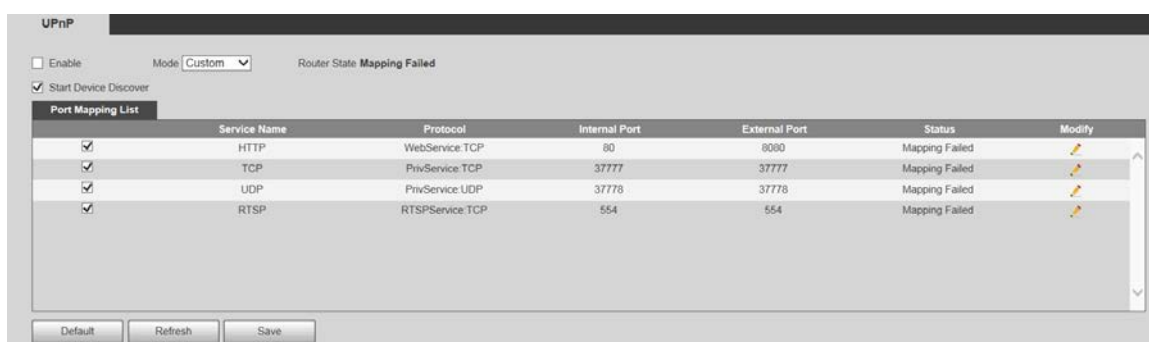 UPnP
Enable Mode Custom Router State Mapping Failed
Start Device Discover
Port Mapping List
Service Name Protocol Internal Port External Port Status Modify
HTTP WebService:TCP 80 8080 Mapping Failed
TCP PrivService:TCP 37777 37777 Mapping Failed
UDP PrivService:UDP 37778 37778 Mapping Failed
RTSP RTSPService:TCP 554 554 Mapping Failed
Default Refresh Save